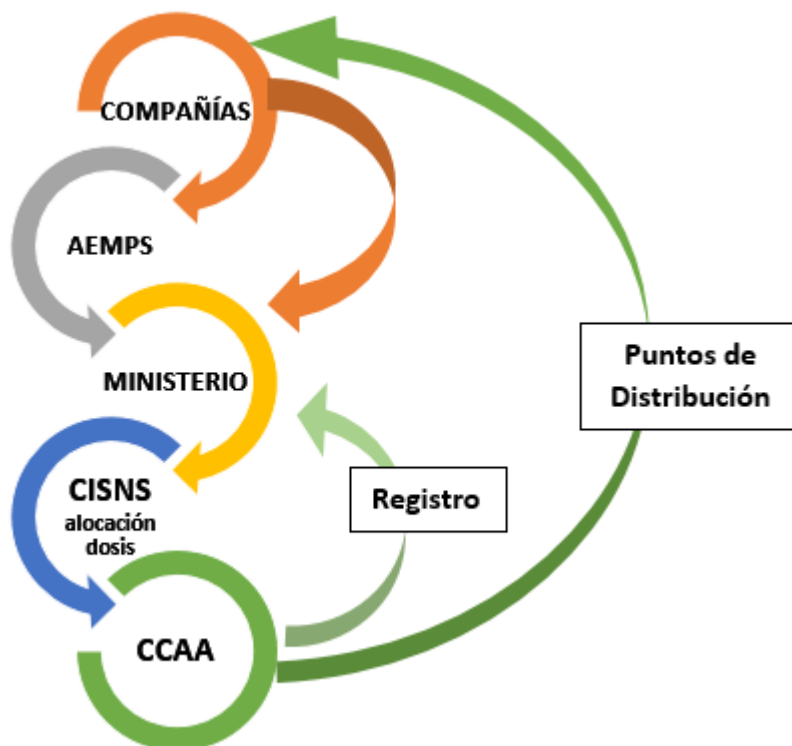 COMPAÑÍAS
AEMPS
MINISTERIO
Puntos de
Distribución
CISNS
alocación
dosis
Registro
CCAA